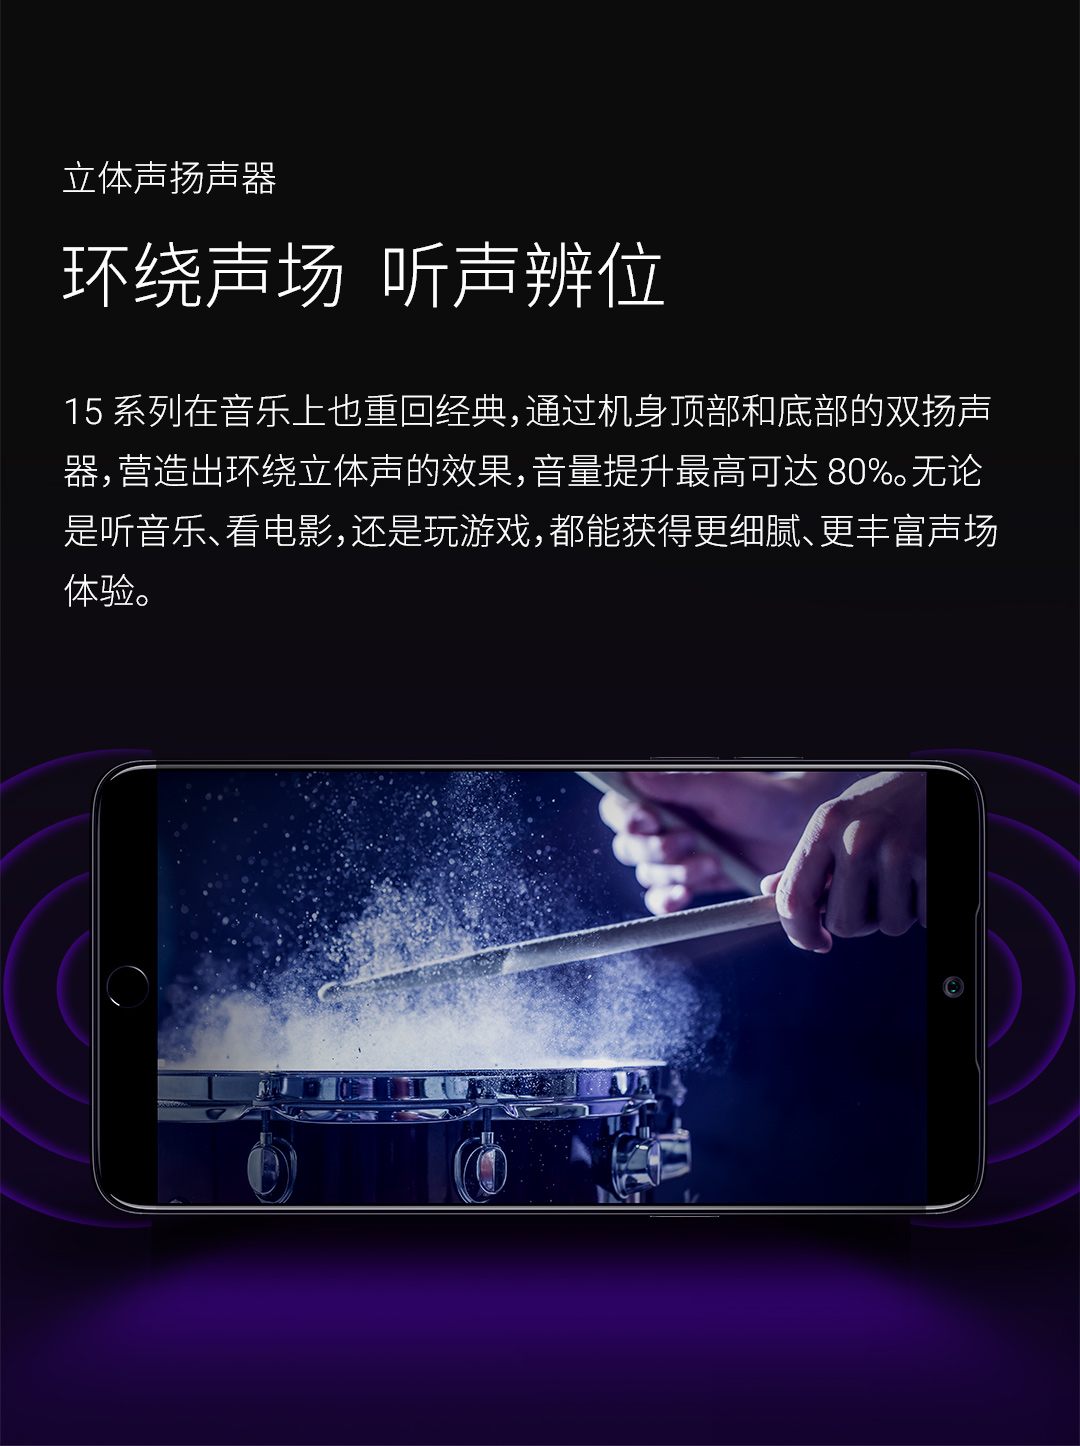 立体声扬声器
环绕声场 听声辨位
15 系列在音乐上也重回经典，通过机身顶部和底部的双扬声
器，营造出环绕立体声的效果，音量提升最高可达 80%。无论
是听音乐、看电影，还是玩游戏，都能获得更细腻、更丰富声场
体验。